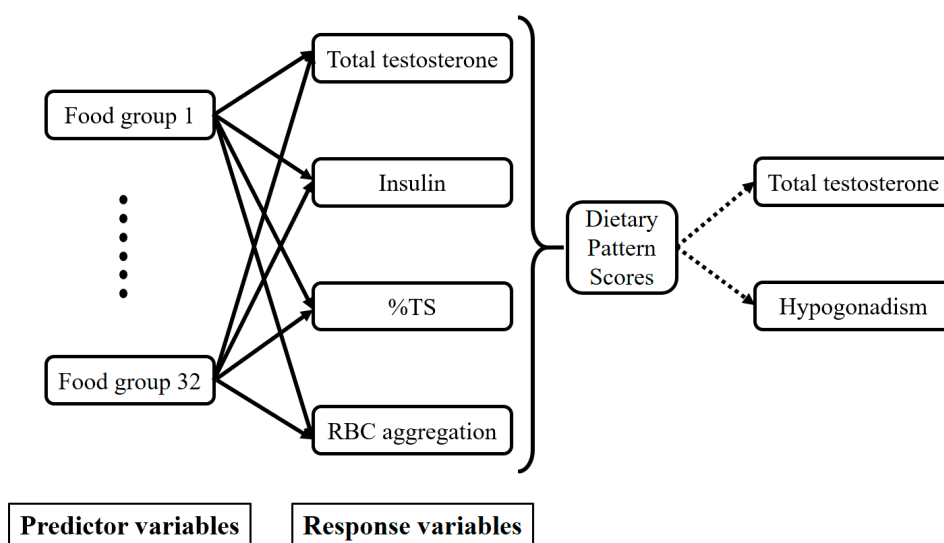 Food group 1
Food group 32
Predictor variables
Total testosterone
Insulin
%TS
RBC aggregation
Response variables
Dietary
Pattern
Scores
Total testosterone
Hypogonadism